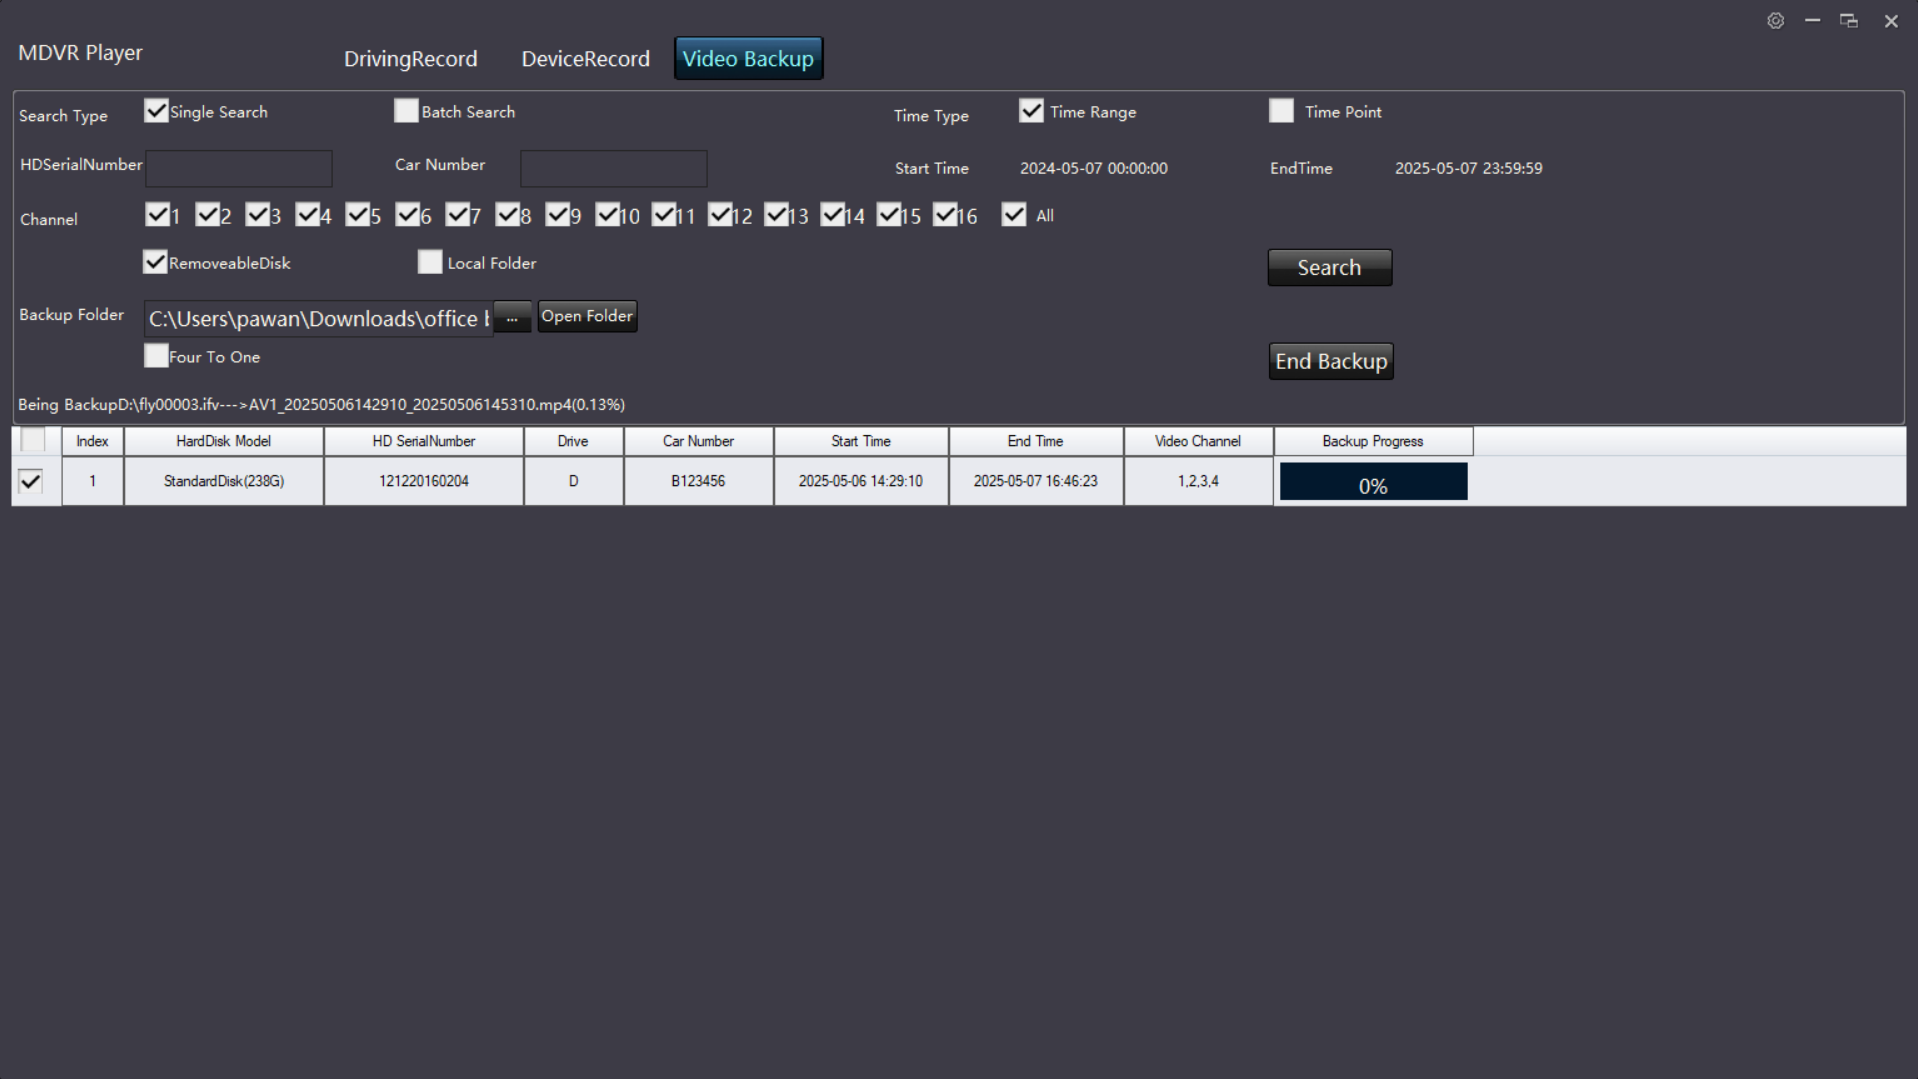 MDVR Player
DrivingRecord DeviceRecord Video Backup
Search Type Single Search Batch Search Time Type Time Range Time Point
HDSerialNumber Car Number Start Time 2024-05-07 00:00:00 EndTime 2025-05-07 23:59:59
Channel 1 2 3 4 5 6 7 8 9 10 11 12 13 14 15 16 All
RemoveableDisk Local Folder Search
Backup Folder C:\Users\pawan\Downloads\office ... Open Folder
Four To One End Backup
Being BackupD:\fly00003.ifv--->AV1_20250506142910_20250506145310.mp4(0.13%)
Index HardDisk Model HD SerialNumber Drive Car Number Start Time End Time Video Channel Backup Progress
1 StandardDisk(238G) 121220160204 D B123456 2025-05-06 14:29:10 2025-05-07 16:46:23 1,2,3,4 0%